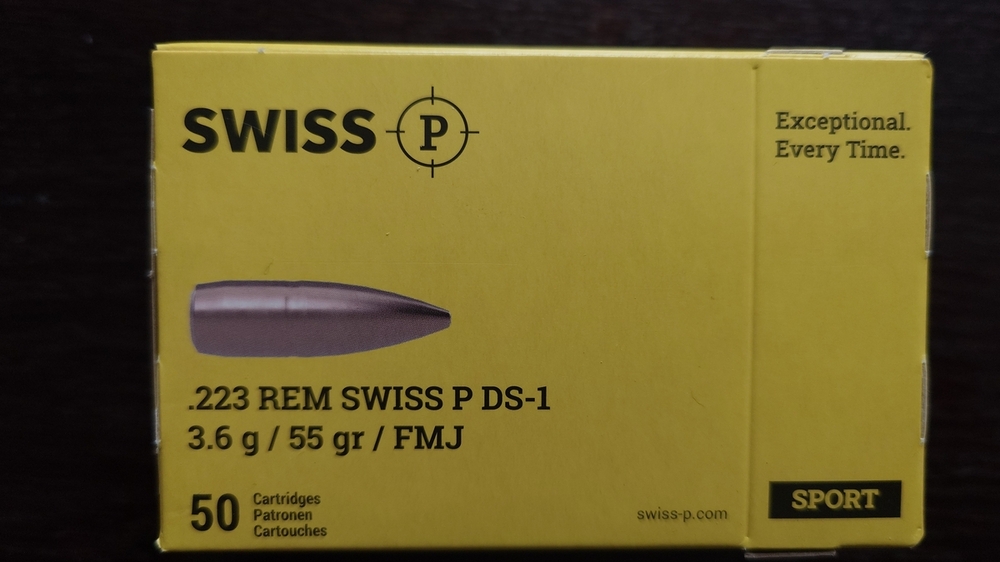 SWISS P
Exceptional.
Every Time.
.223 REM SWISS P DS-1
3.6 g / 55 gr / FMJ
50
Cartridges
Patronen
Cartouches
swiss-p.com
SPORT